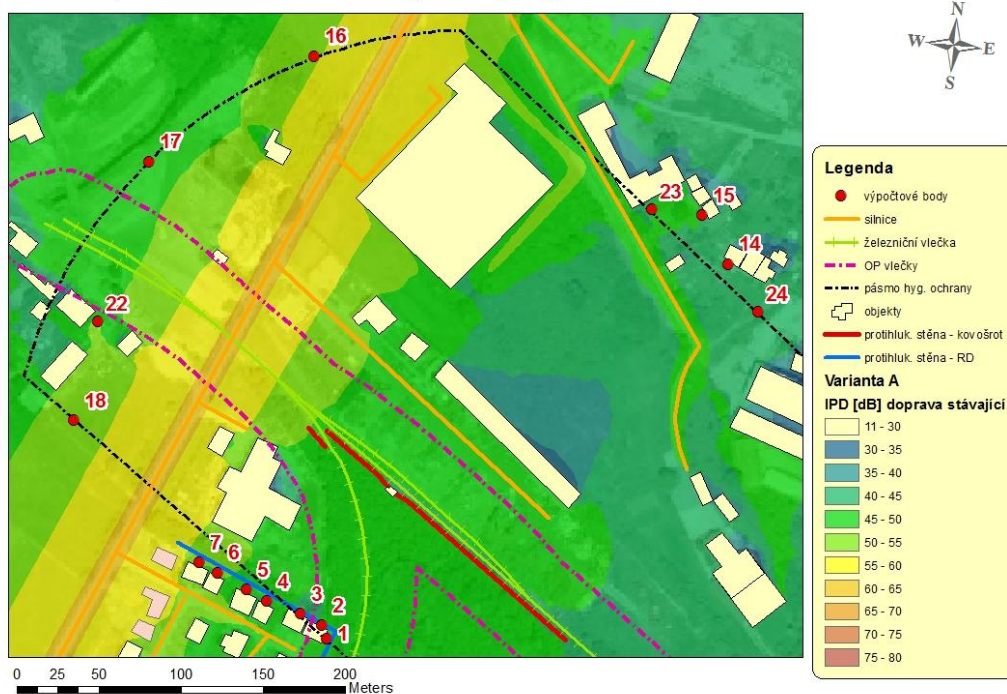 N
W E
S
16
17
23
15
14
24
22
18
7
6
5
4
3
2
1
Legenda
výpočtové body
silnice
železniční vlečka
OP vlečky
pásmo hyg. ochrany
objekty
protihluk. stěna - kovošrot
protihluk. stěna - RD
Varianta A
IPD [dB] doprava stávající
11 - 30
30 - 35
35 - 40
40 - 45
45 - 50
50 - 55
55 - 60
60 - 65
65 - 70
70 - 75
75 - 80
0 25 50 100 150 200
Meters